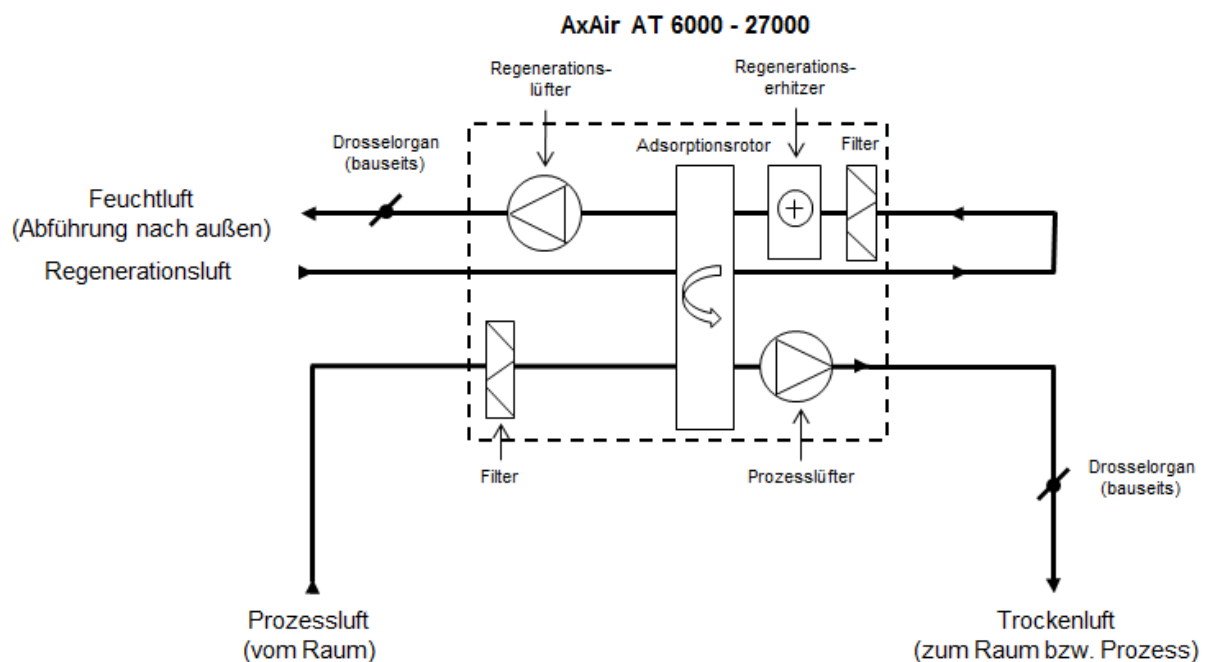 AxAir AT 6000 - 27000
Regenerations-
lüfter
Regenerations-
erhitzer
Drosselorgan
(bauseits)
Adsorptionsrotor
Filter
Feuchtluft
(Abführung nach außen)
Regenerationsluft
Filter
Prozesslüfter
Drosselorgan
(bauseits)
Prozessluft
(vom Raum)
Trockenluft
(zum Raum bzw. Prozess)